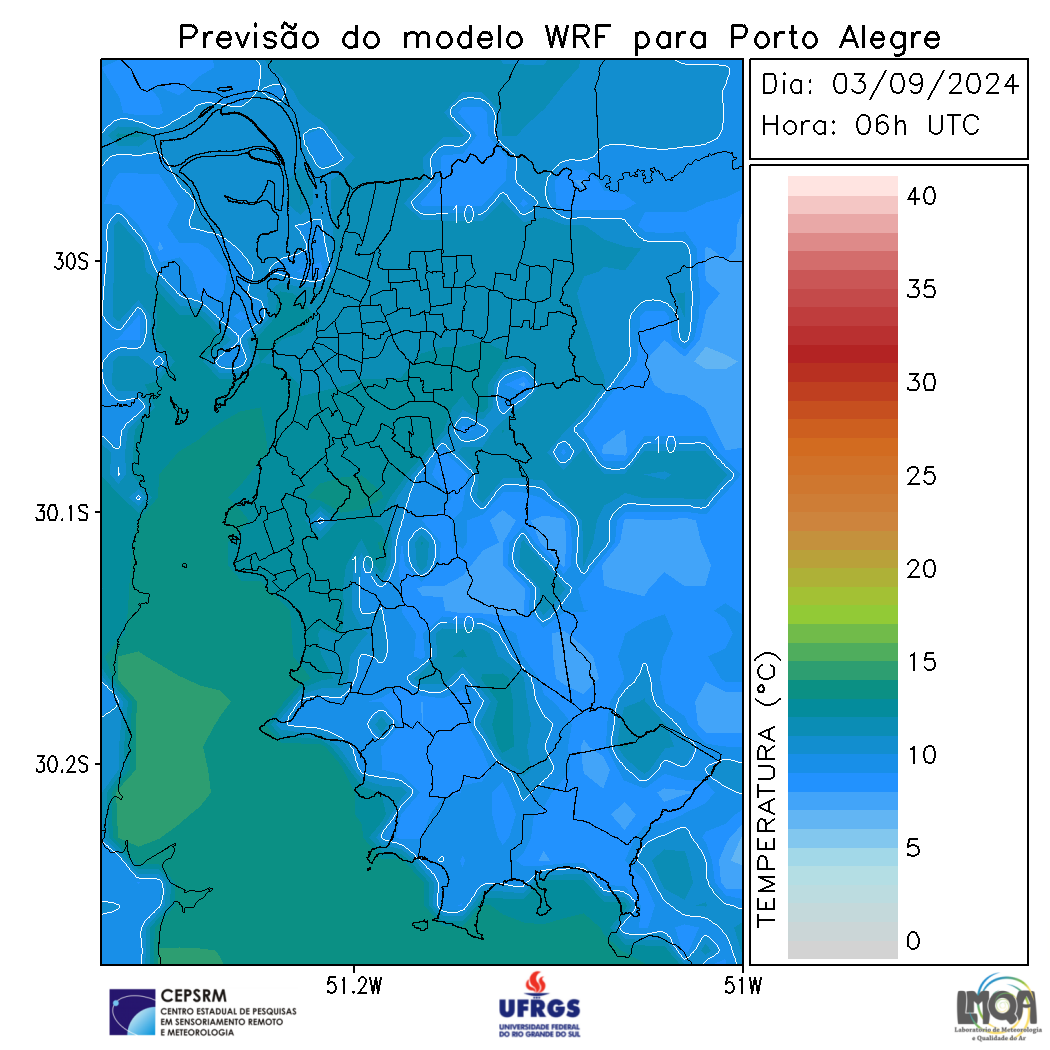 Previsão do modelo WRF para Porto Alegre
Dia: 03/09/2024
Hora: 06h UTC
40
35
30
25
20
15
10
5
0
TEMPERATURA (°C)
30S
30.1S
30.2S
51.2W
51W
10
10
10
10
CEPSRM
CENTRO ESTADUAL DE PESQUISAS
EM SENSORIAMENTO REMOTO
E METEOROLOGIA
UFRGS
UNIVERSIDADE FEDERAL
DO RIO GRANDE DO SUL
LMQA
Laboratório de Meteorologia
e Qualidade do Ar